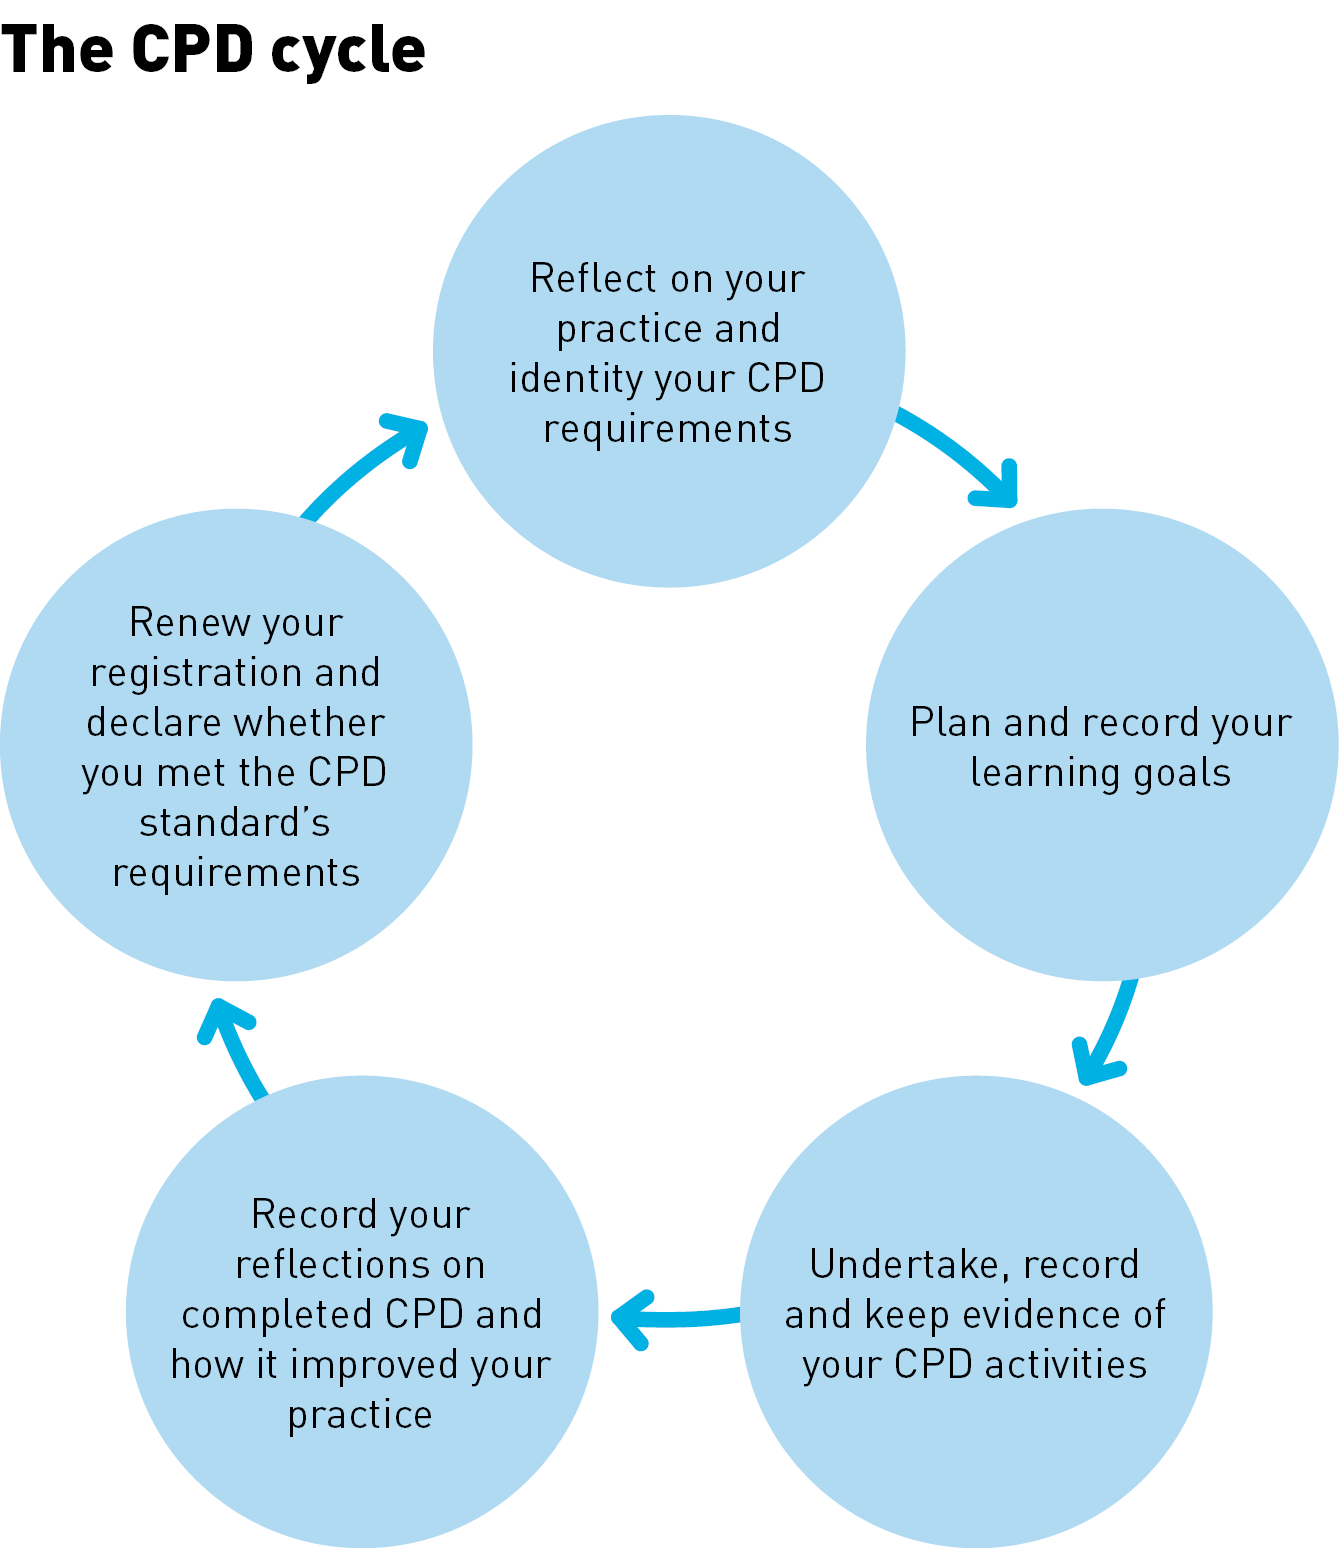 The CPD cycle
Reflect on your
practice and
identity your CPD
requirements
Plan and record your
learning goals
Undertake, record
and keep evidence of
your CPD activities
Record your
reflections on
completed CPD and
how it improved your
practice
Renew your
registration and
declare whether
you met the CPD
standard’s
requirements